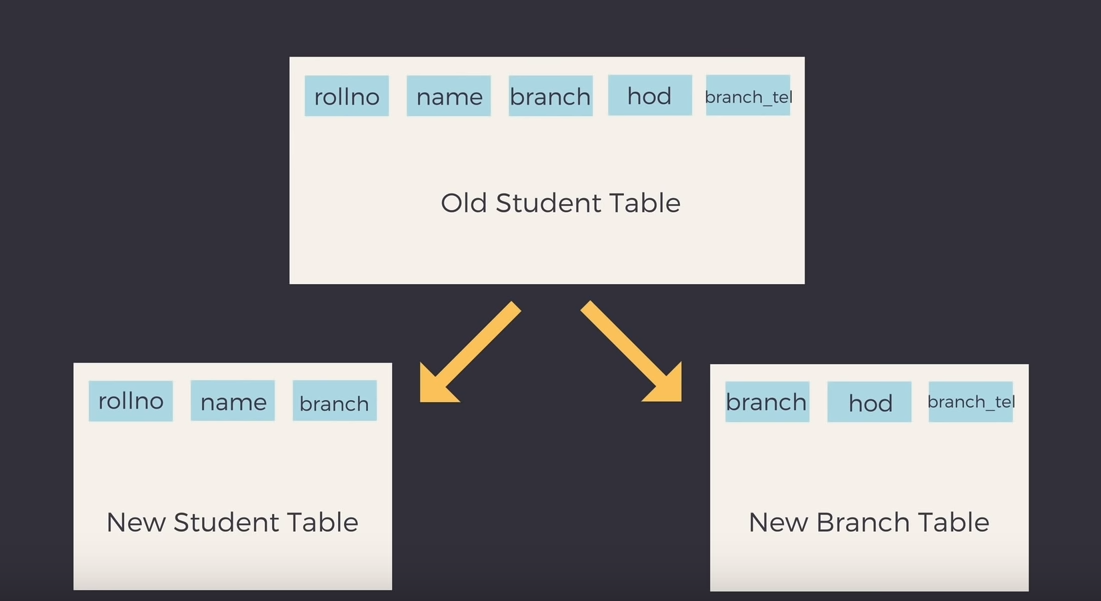 rollno name branch hod branch_tel
Old Student Table
rollno name branch
New Student Table
branch hod branch_tel
New Branch Table